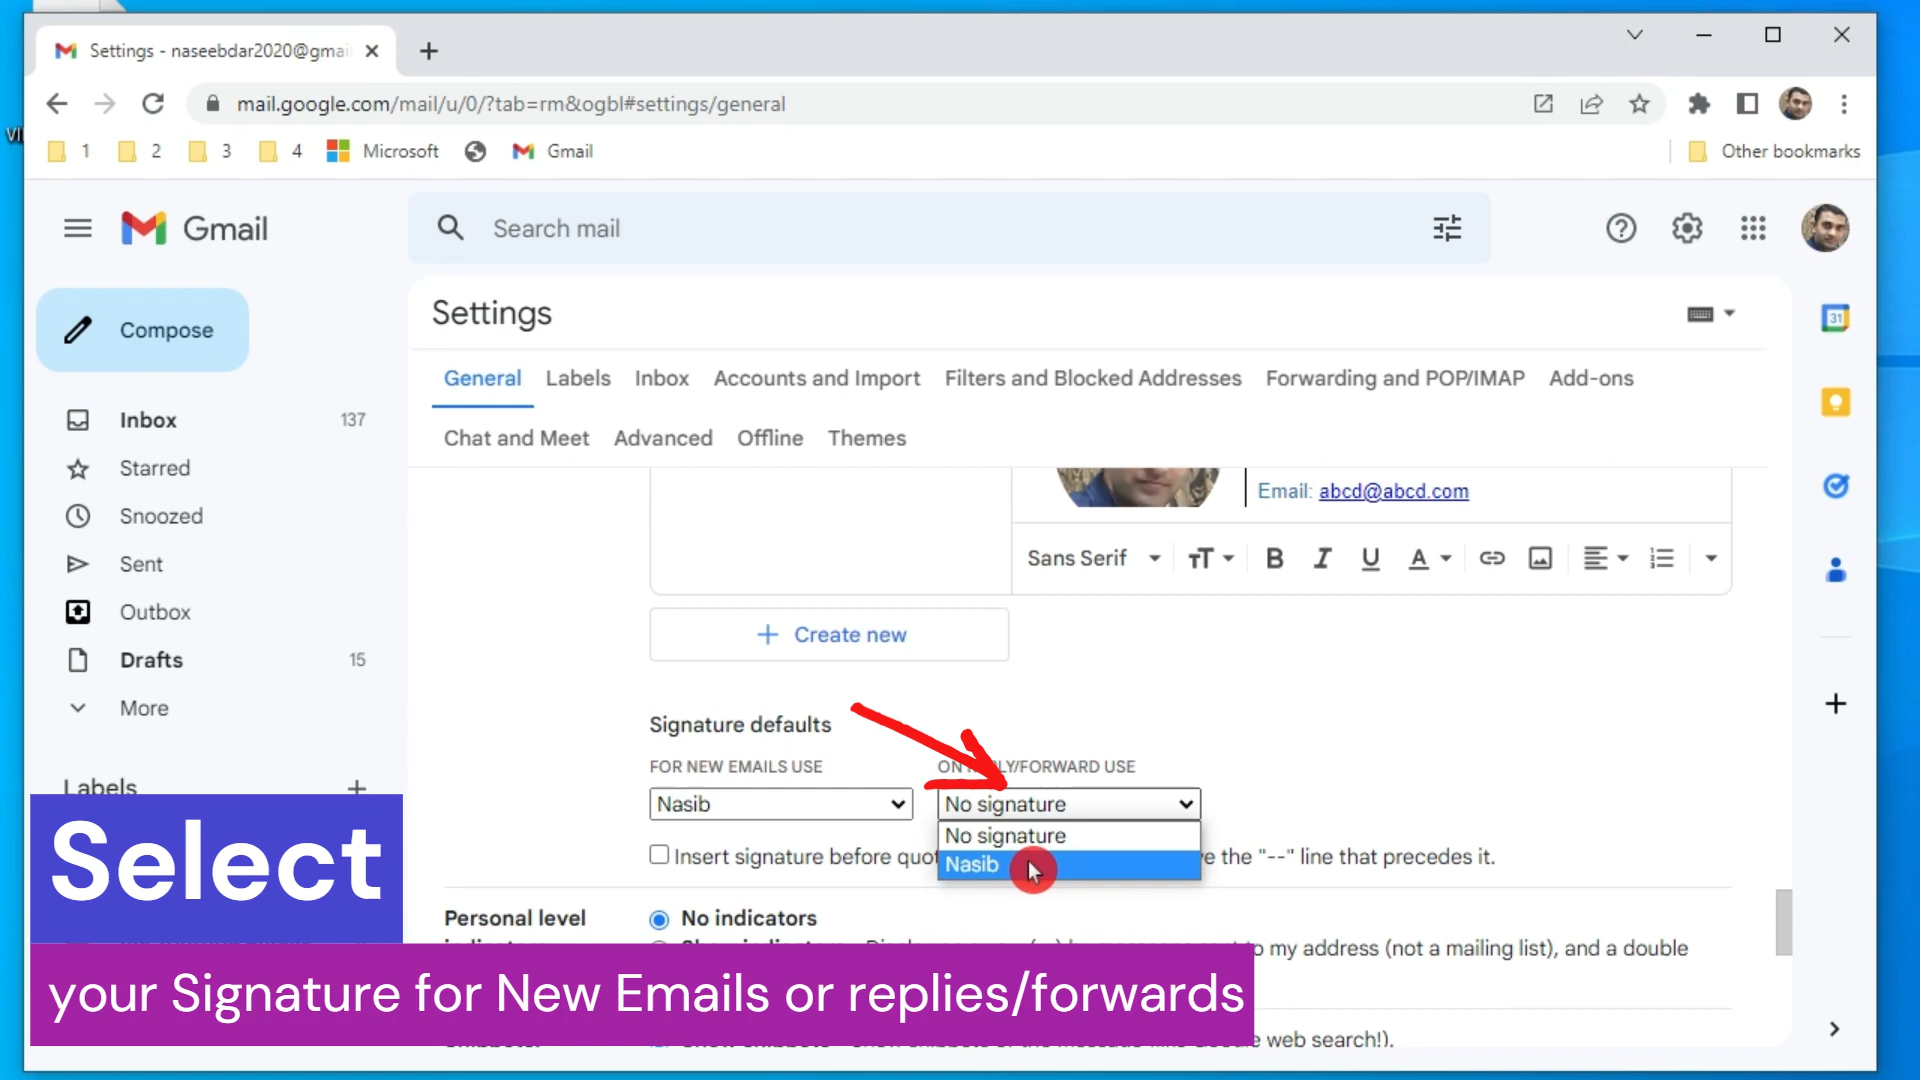 Settings - naseebdar2020@gmai
mail.google.com/mail/u/0/?tab=rm&ogbl#settings/general
VI
1 2 3 4 Microsoft Gmail Other bookmarks
Gmail
Search mail
Compose
Settings
General Labels Inbox Accounts and Import Filters and Blocked Addresses Forwarding and POP/IMAP Add-ons
Chat and Meet Advanced Offline Themes
31
Inbox 137
Starred
Snoozed
Sent
Outbox
Drafts 15
More
Labels
Email: abcd@abcd.com
Sans Serif
Create new
Signature defaults
FOR NEW EMAILS USE
ON REPLY/FORWARD USE
Nasib
No signature
No signature
Nasib
Insert signature before quot
e the "--" line that precedes it.
Personal level
No indicators
to my address (not a mailing list), and a double
web search!).
Select
your Signature for New Emails or replies/forwards